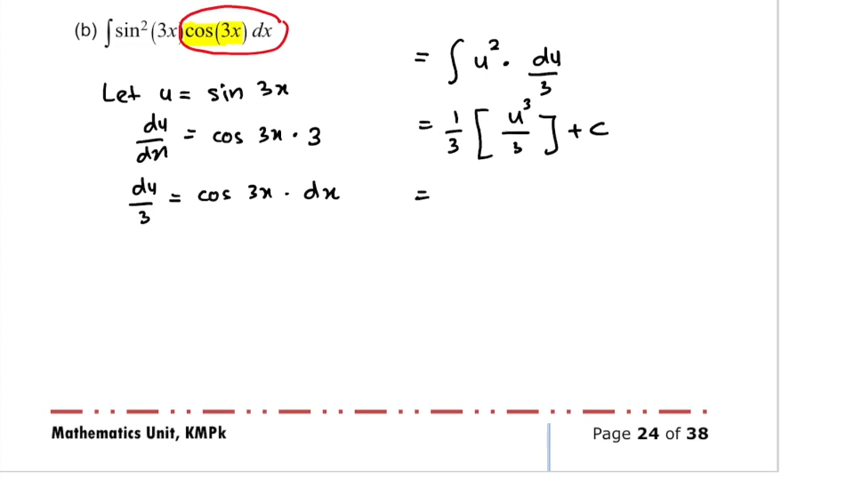 (b) ∫sin²(3x)cos(3x) dx
Let u = sin 3x
du/dx = cos 3x · 3
du/3 = cos 3x · dx
= ∫ u² · du/3
= 1/3 [ u³/3 ] + c
=
Mathematics Unit, KMPk
Page 24 of 38